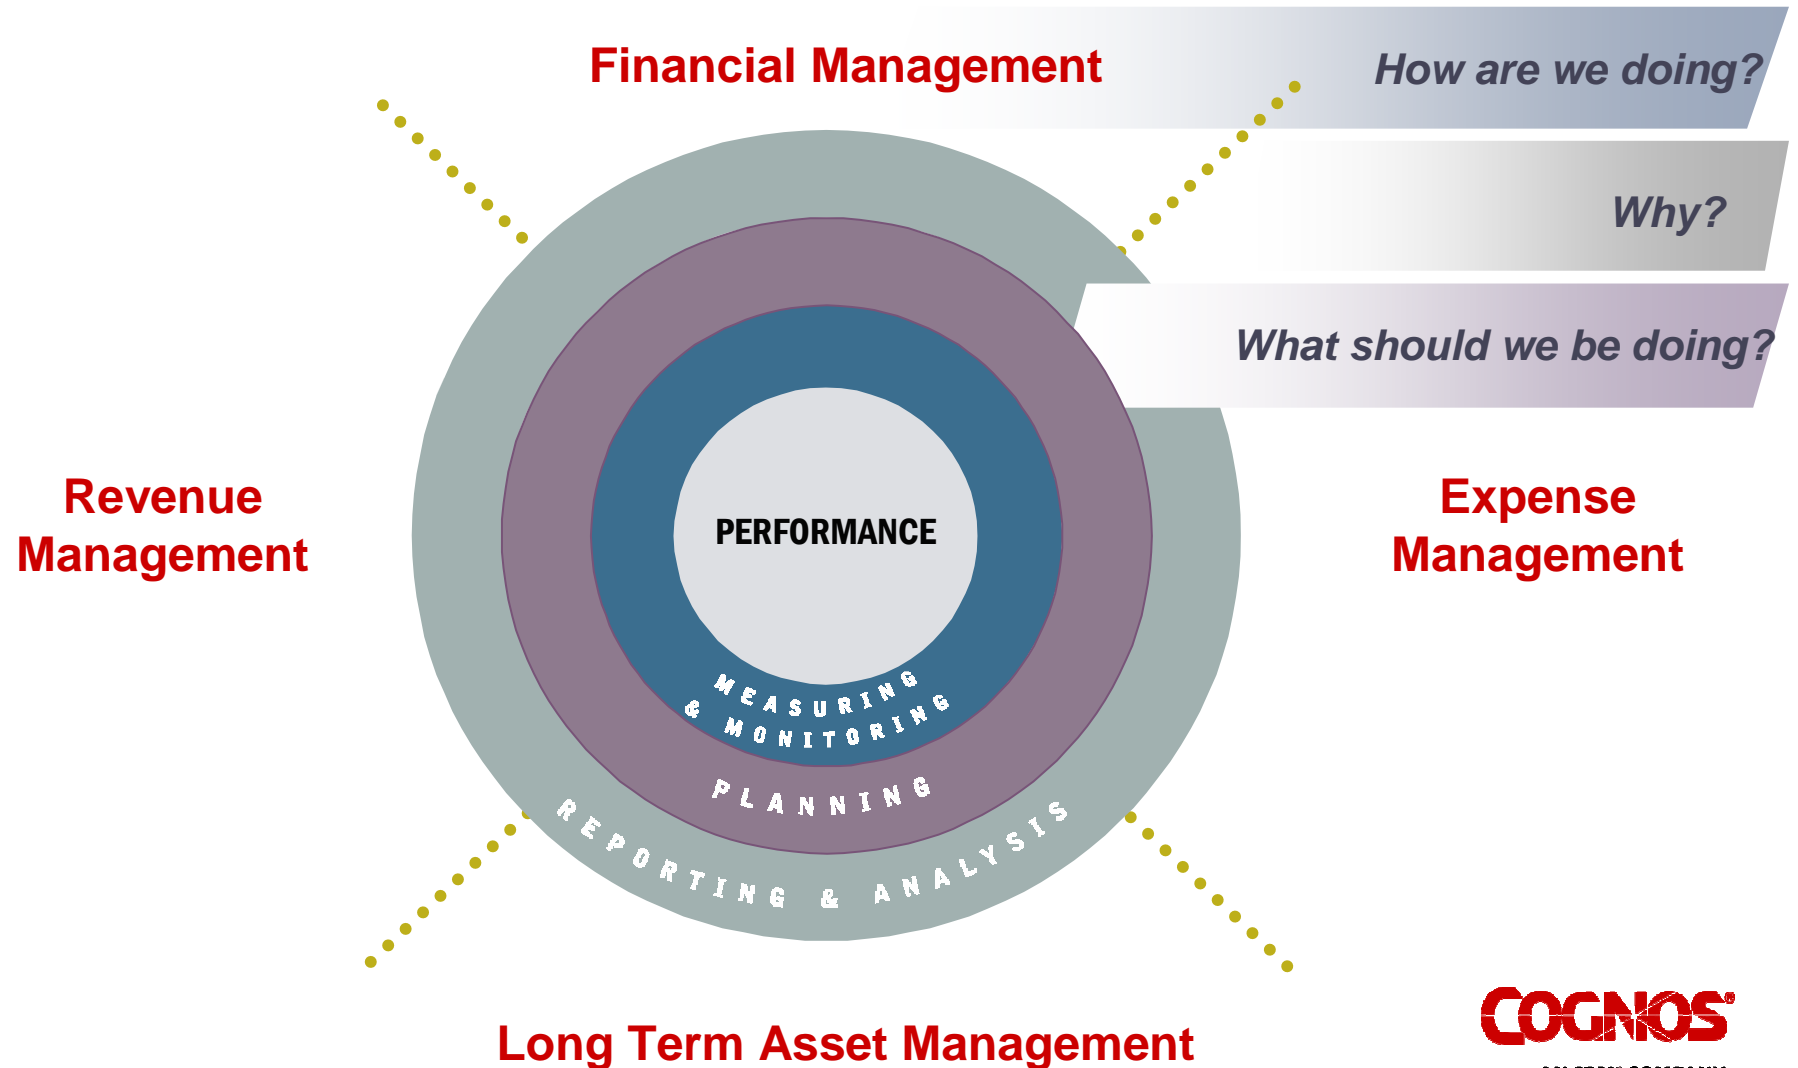 Financial Management
How are we doing?
Why?
What should we be doing?
Revenue
Management
Expense
Management
PERFORMANCE
MEASURING
& MONITORING
PLANNING
REPORTING & ANALYSIS
Long Term Asset Management
COGNOS®